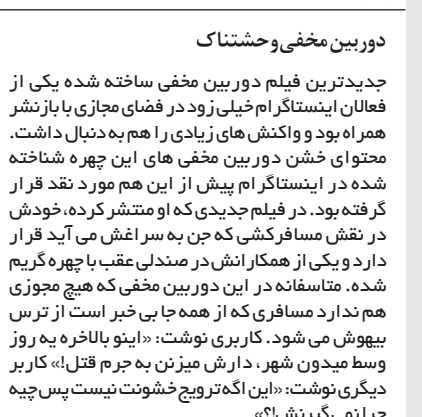 دوربین مخفی وحشتناک
جدیدترین فیلم دوربین مخفی ساخته شده یکی از
فعالان اینستاگرام خیلی زود در فضای مجازی با بازنشر
همراه بود و واکنش های زیادی را هم به دنبال داشت.
محتوای خشن دوربین مخفی های این چهره شناخته
شده در اینستاگرام پیش از این هم مورد نقد قرار
گرفته بود. در فیلم جدیدی که او منتشر کرده، خودش
در نقش مسافرکشی که جن به سراغش می آید قرار
دارد و یکی از همکارانش در صندلی عقب با چهره گریم
شده. متاسفانه در این دوربین مخفی که هیچ مجوزی
هم ندارد مسافری که از همه جا بی خبر است از ترس
بیهوش می شود. کاربری نوشت: «اینو بالاخره یه روز
وسط میدون شهر، دارش میزنن به جرم قتل!» کاربر
دیگری نوشت: «این اگه ترویج خشونت نیست پس چیه
چرا نمی گیرنش!؟»